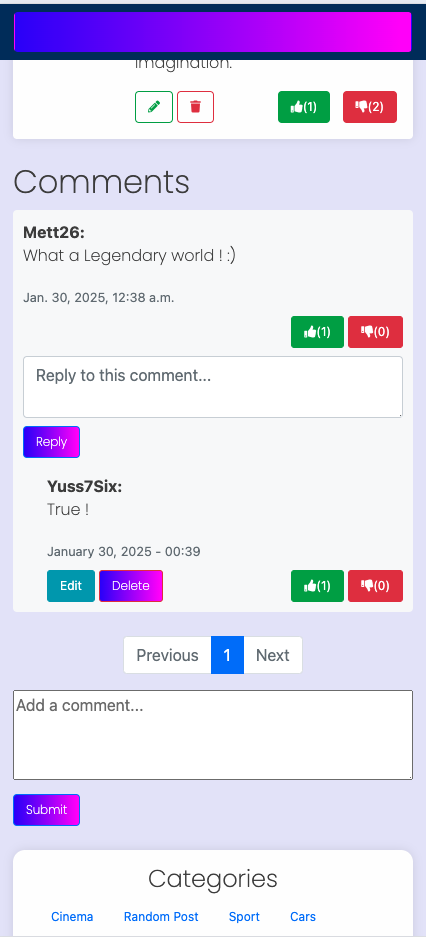 imagination.
(1) (2)
Comments
Mett26:
What a Legendary world ! :)
Jan. 30, 2025, 12:38 a.m.
(1) (0)
Reply to this comment...
Reply
Yuss7Six:
True !
January 30, 2025 - 00:39
Edit Delete (1) (0)
Previous 1 Next
Add a comment...
Submit
Categories
Cinema Random Post Sport Cars